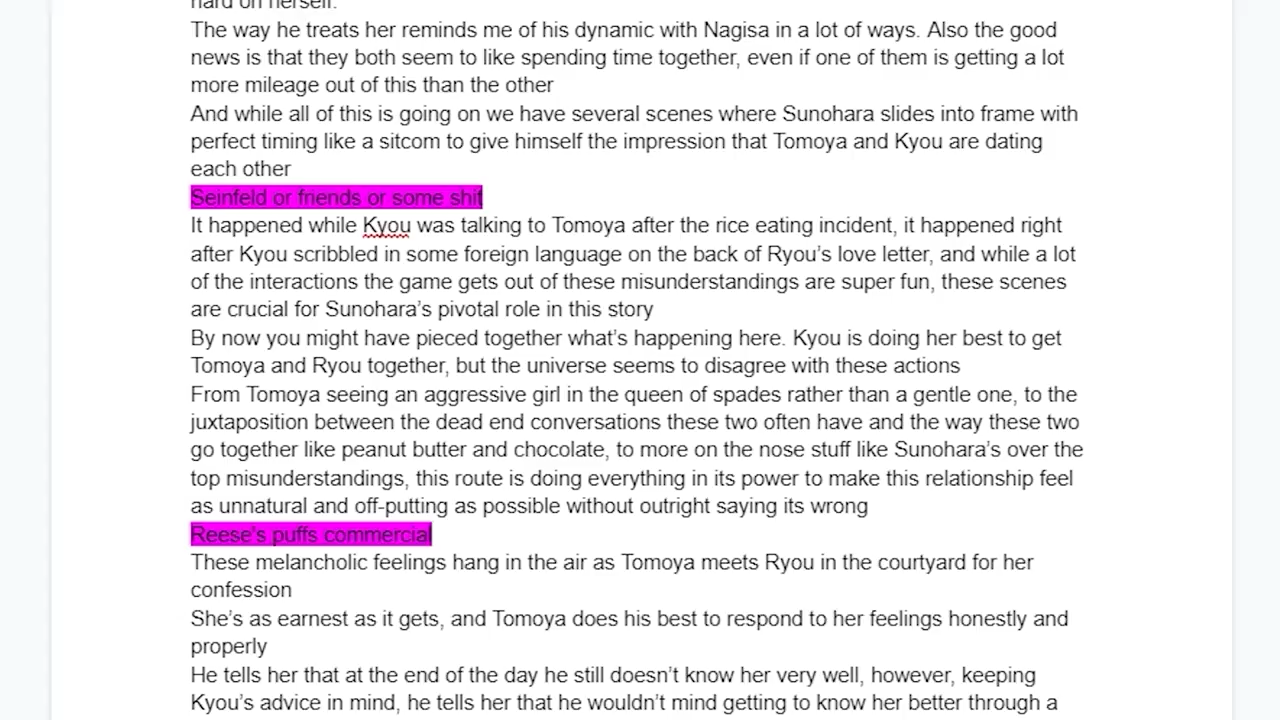 hard on herself.
The way he treats her reminds me of his dynamic with Nagisa in a lot of ways. Also the good
news is that they both seem to like spending time together, even if one of them is getting a lot
more mileage out of this than the other
And while all of this is going on we have several scenes where Sunohara slides into frame with
perfect timing like a sitcom to give himself the impression that Tomoya and Kyou are dating
each other
Seinfeld or friends or some shit
It happened while Kyou was talking to Tomoya after the rice eating incident, it happened right
after Kyou scribbled in some foreign language on the back of Ryou’s love letter, and while a lot
of the interactions the game gets out of these misunderstandings are super fun, these scenes
are crucial for Sunohara’s pivotal role in this story
By now you might have pieced together what’s happening here. Kyou is doing her best to get
Tomoya and Ryou together, but the universe seems to disagree with these actions
From Tomoya seeing an aggressive girl in the queen of spades rather than a gentle one, to the
juxtaposition between the dead end conversations these two often have and the way these two
go together like peanut butter and chocolate, to more on the nose stuff like Sunohara’s over the
top misunderstandings, this route is doing everything in its power to make this relationship feel
as unnatural and off-putting as possible without outright saying its wrong
Reese's puffs commercial
These melancholic feelings hang in the air as Tomoya meets Ryou in the courtyard for her
confession
She’s as earnest as it gets, and Tomoya does his best to respond to her feelings honestly and
properly
He tells her that at the end of the day he still doesn’t know her very well, however, keeping
Kyou’s advice in mind, he tells her that he wouldn’t mind getting to know her better through a